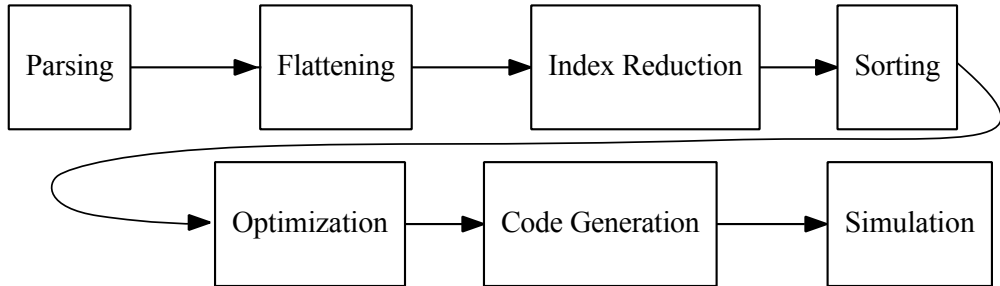 Parsing
Flattening
Index Reduction
Sorting
Optimization
Code Generation
Simulation